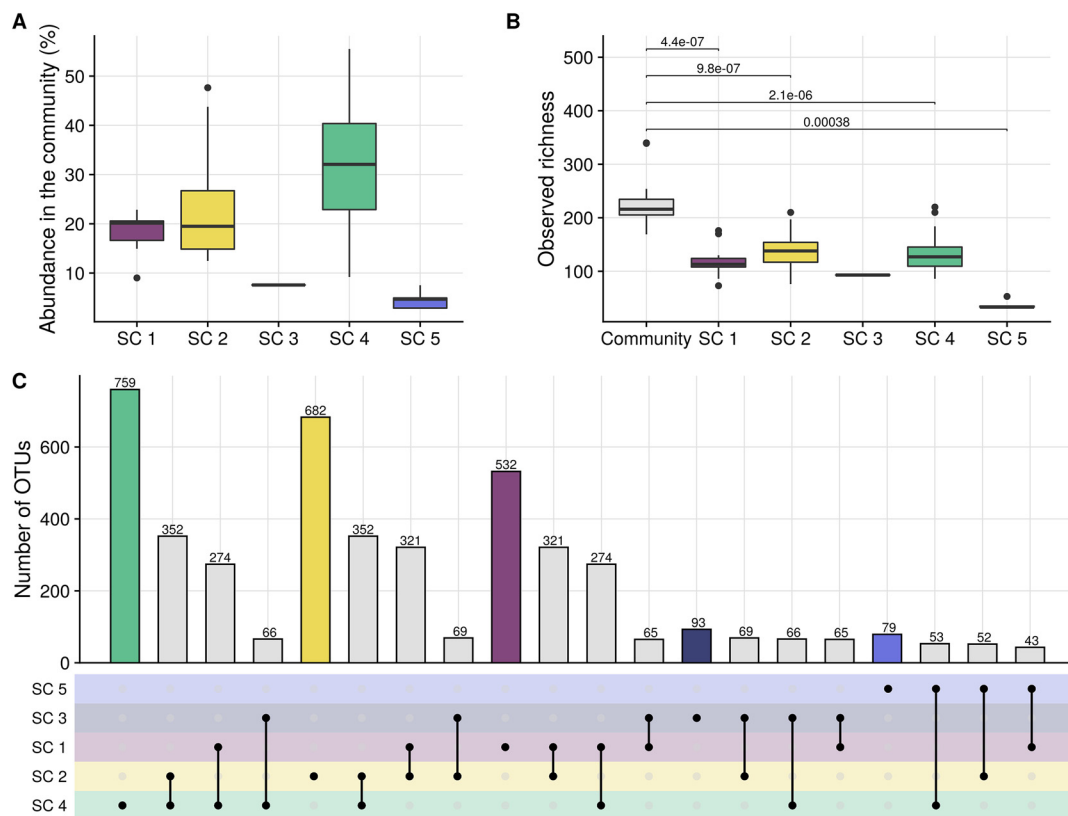 A
Abundance in the community (%)
50
40
30
20
10
SC 1 SC 2 SC 3 SC 4 SC 5
B
Observed richness
500
400
300
200
100
4.4e-07
9.8e-07
2.1e-06
0.00038
Community SC 1 SC 2 SC 3 SC 4 SC 5
C
Number of OTUs
600
400
200
0
759 352 274 66 682 352 321 69 532 321 274 65 93 69 66 65 79 53 52 43
SC 5
SC 3
SC 1
SC 2
SC 4